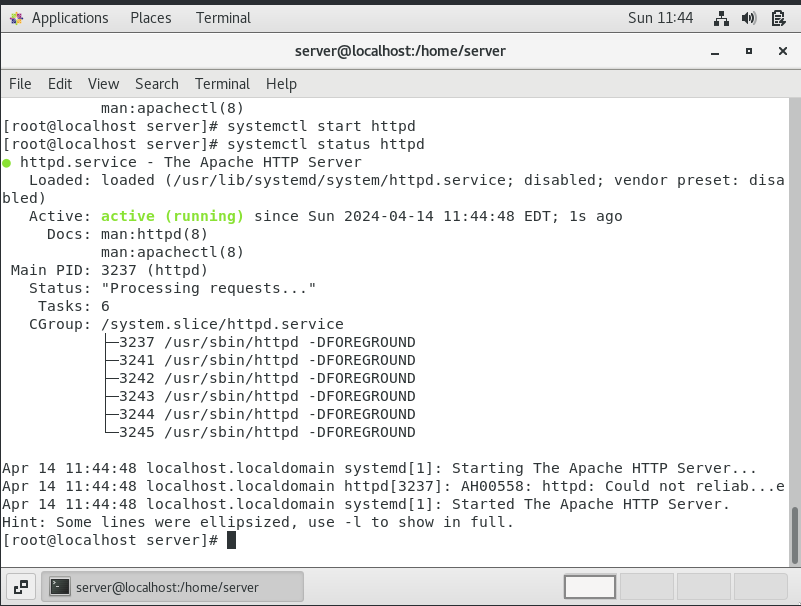 Applications Places Terminal Sun 11:44
server@localhost:/home/server
File Edit View Search Terminal Help
           man:apachectl(8)
[root@localhost server]# systemctl start httpd
[root@localhost server]# systemctl status httpd
● httpd.service - The Apache HTTP Server
   Loaded: loaded (/usr/lib/systemd/system/httpd.service; disabled; vendor preset: disa
bled)
   Active: active (running) since Sun 2024-04-14 11:44:48 EDT; 1s ago
     Docs: man:httpd(8)
           man:apachectl(8)
 Main PID: 3237 (httpd)
   Status: "Processing requests..."
    Tasks: 6
   CGroup: /system.slice/httpd.service
           ├─3237 /usr/sbin/httpd -DFOREGROUND
           ├─3241 /usr/sbin/httpd -DFOREGROUND
           ├─3242 /usr/sbin/httpd -DFOREGROUND
           ├─3243 /usr/sbin/httpd -DFOREGROUND
           ├─3244 /usr/sbin/httpd -DFOREGROUND
           └─3245 /usr/sbin/httpd -DFOREGROUND
Apr 14 11:44:48 localhost.localdomain systemd[1]: Starting The Apache HTTP Server...
Apr 14 11:44:48 localhost.localdomain httpd[3237]: AH00558: httpd: Could not reliab...e
Apr 14 11:44:48 localhost.localdomain systemd[1]: Started The Apache HTTP Server.
Hint: Some lines were ellipsized, use -l to show in full.
[root@localhost server]#
server@localhost:/home/server